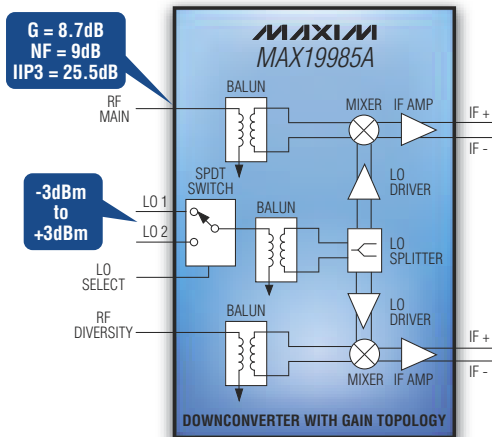 G = 8.7dB
NF = 9dB
IIP3 = 25.5dB
MAXIM
MAX19985A
BALUN
MIXER
IF AMP
RF
MAIN
IF +
IF -
LO
DRIVER
-3dBm
to
+3dBm
SPDT
SWITCH
LO 1
LO 2
BALUN
LO
SPLITTER
LO
SELECT
RF
DIVERSITY
BALUN
LO
DRIVER
IF +
IF -
MIXER
IF AMP
DOWNCONVERTER WITH GAIN TOPOLOGY